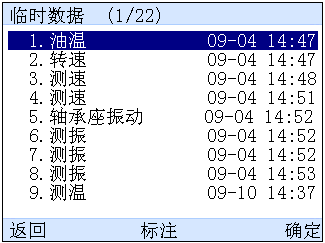 临时数据 (1/22)
1.油温 09-04 14:47
2.转速 09-04 14:47
3.测速 09-04 14:48
4.测速 09-04 14:51
5.轴承座振动 09-04 14:52
6.测振 09-04 14:52
7.测振 09-04 14:52
8.测振 09-04 14:53
9.测温 09-10 14:37
返回 标注 确定